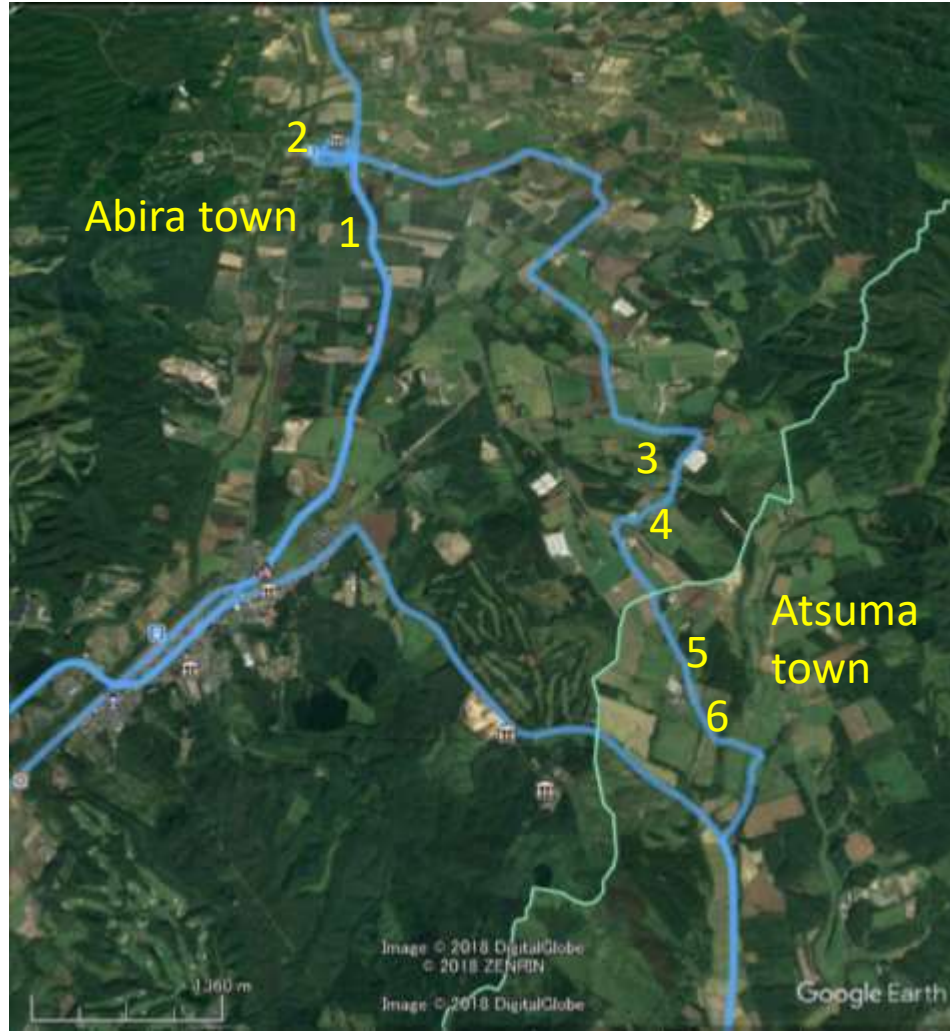 2
Abira town
1
3
4
Atsuma
town
5
6
Image © 2018 DigitalGlobe
© 2018 ZENRIN
1360 m
Image © 2018 DigitalGlobe
Google Earth